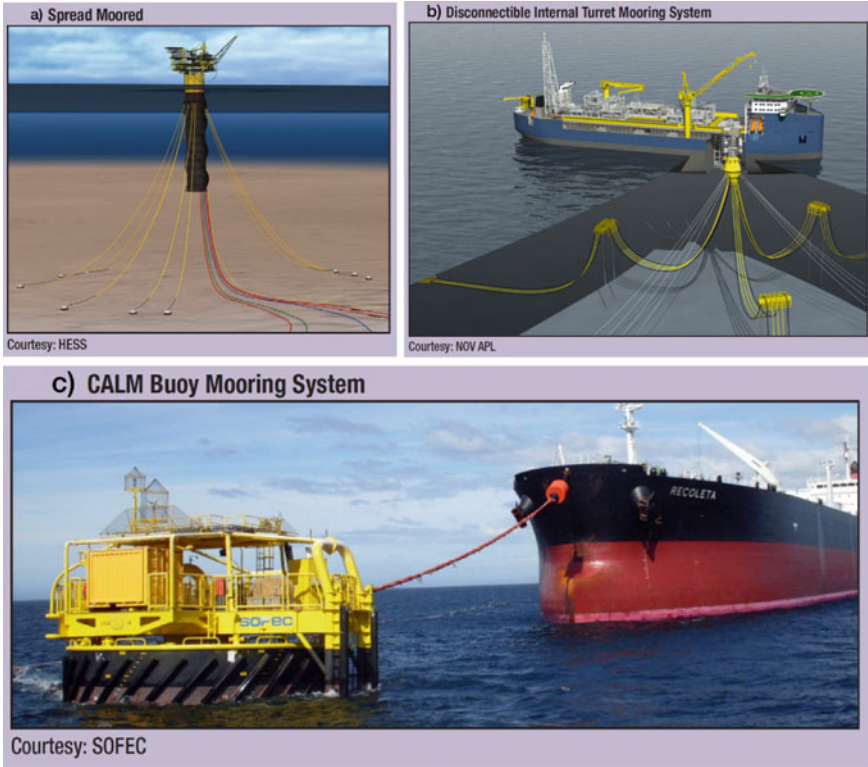 a) Spread Moored
b) Disconnectible Internal Turret Mooring System
Courtesy: HESS
Courtesy: NOV APL
c) CALM Buoy Mooring System
RECOLETA
SOFEC
Courtesy: SOFEC